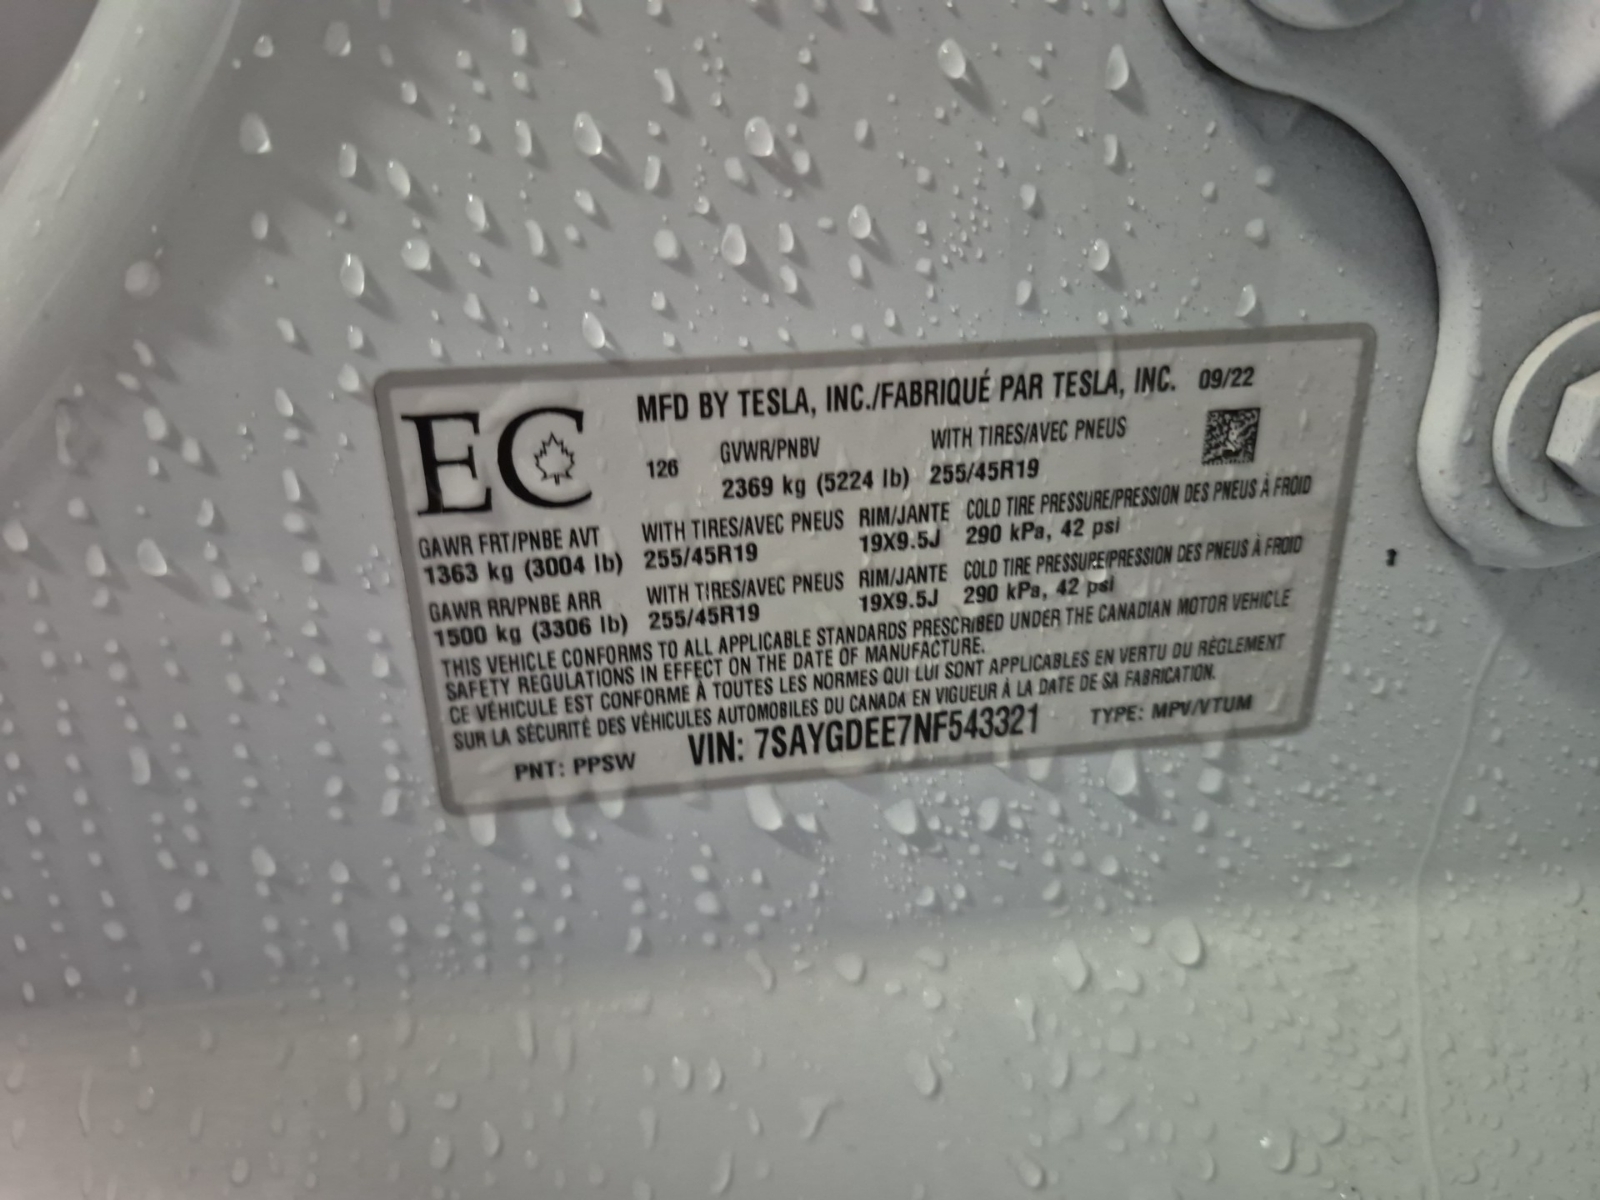 EC
MFD BY TESLA, INC./FABRIQUÉ PAR TESLA, INC. 09/22
GVWR/PNBV WITH TIRES/AVEC PNEUS
126 2369 kg (5224 lb) 255/45R19
GAWR FRT/PNBE AVT WITH TIRES/AVEC PNEUS RIM/JANTE COLD TIRE PRESSURE/PRESSION DES PNEUS À FROID
1363 kg (3004 lb) 255/45R19 19X9.5J 290 kPa, 42 psi
GAWR RR/PNBE ARR WITH TIRES/AVEC PNEUS RIM/JANTE COLD TIRE PRESSURE/PRESSION DES PNEUS À FROID
1500 kg (3306 lb) 255/45R19 19X9.5J 290 kPa, 42 psi
THIS VEHICLE CONFORMS TO ALL APPLICABLE STANDARDS PRESCRIBED UNDER THE CANADIAN MOTOR VEHICLE
SAFETY REGULATIONS IN EFFECT ON THE DATE OF MANUFACTURE.
CE VÉHICULE EST CONFORME À TOUTES LES NORMES QUI LUI SONT APPLICABLES EN VERTU DU RÈGLEMENT
SUR LA SÉCURITÉ DES VÉHICULES AUTOMOBILES DU CANADA EN VIGUEUR À LA DATE DE SA FABRICATION.
PNT: PPSW VIN: 7SAYGDEE7NF543321 TYPE: MPV/VTUM